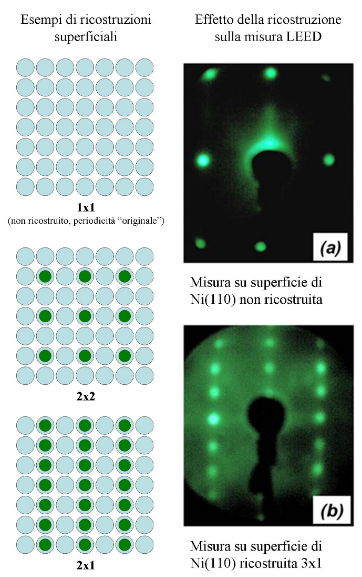 Esempi di ricostruzioni
superficiali
1x1
(non ricostruito, periodicità “originale”)
2x2
2x1
Effetto della ricostruzione
sulla misura LEED
(a)
Misura su superficie di
Ni(110) non ricostruita
(b)
Misura su superficie di
Ni(110) ricostruita 3x1